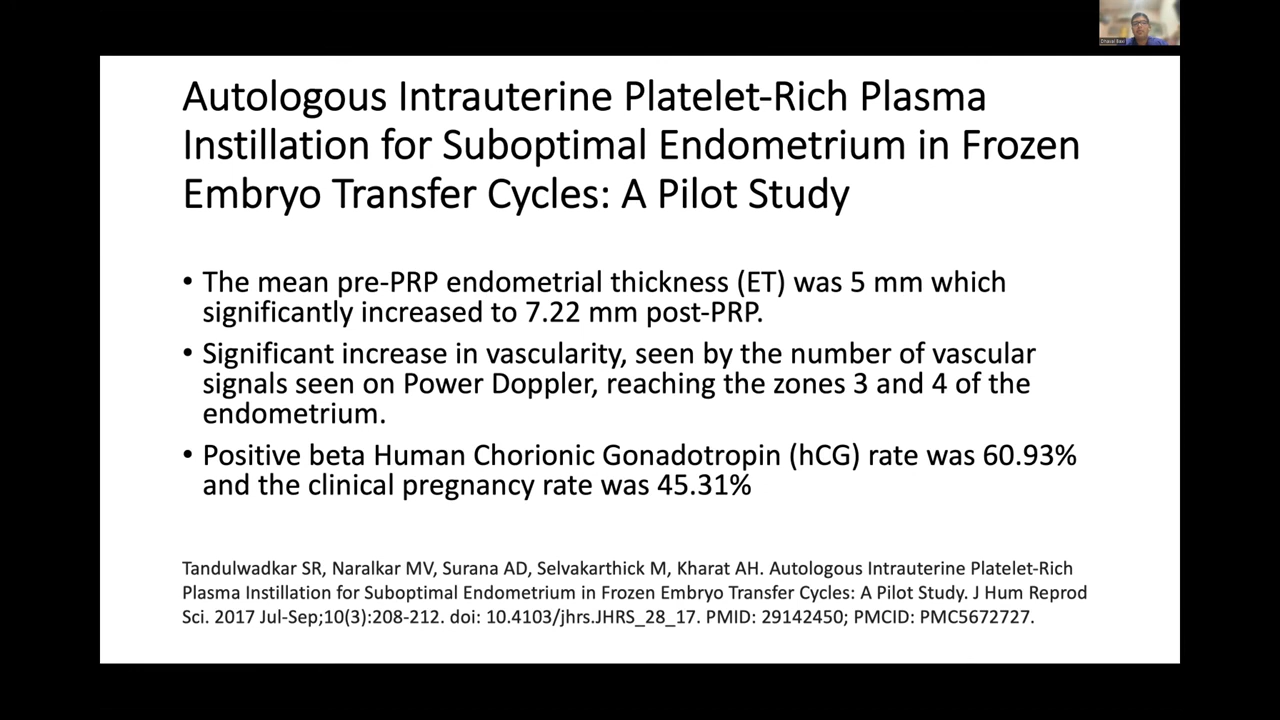 Autologous Intrauterine Platelet-Rich Plasma
Instillation for Suboptimal Endometrium in Frozen
Embryo Transfer Cycles: A Pilot Study
• The mean pre-PRP endometrial thickness (ET) was 5 mm which
significantly increased to 7.22 mm post-PRP.
• Significant increase in vascularity, seen by the number of vascular
signals seen on Power Doppler, reaching the zones 3 and 4 of the
endometrium.
• Positive beta Human Chorionic Gonadotropin (hCG) rate was 60.93%
and the clinical pregnancy rate was 45.31%
Tandulwadkar SR, Naralkar MV, Surana AD, Selvakarthick M, Kharat AH. Autologous Intrauterine Platelet-Rich
Plasma Instillation for Suboptimal Endometrium in Frozen Embryo Transfer Cycles: A Pilot Study. J Hum Reprod
Sci. 2017 Jul-Sep;10(3):208-212. doi: 10.4103/jhrs.JHRS_28_17. PMID: 29142450; PMCID: PMC5672727.